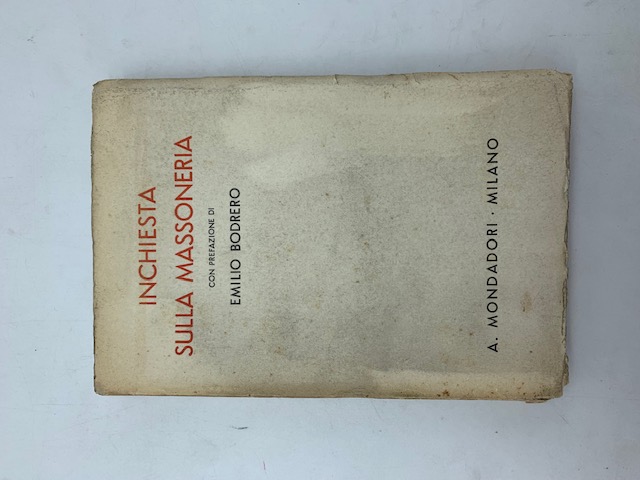 INCHIESTA
SULLA MASSONERIA
CON PREFAZIONE DI
EMILIO BODRERO
A. MONDADORI · MILANO